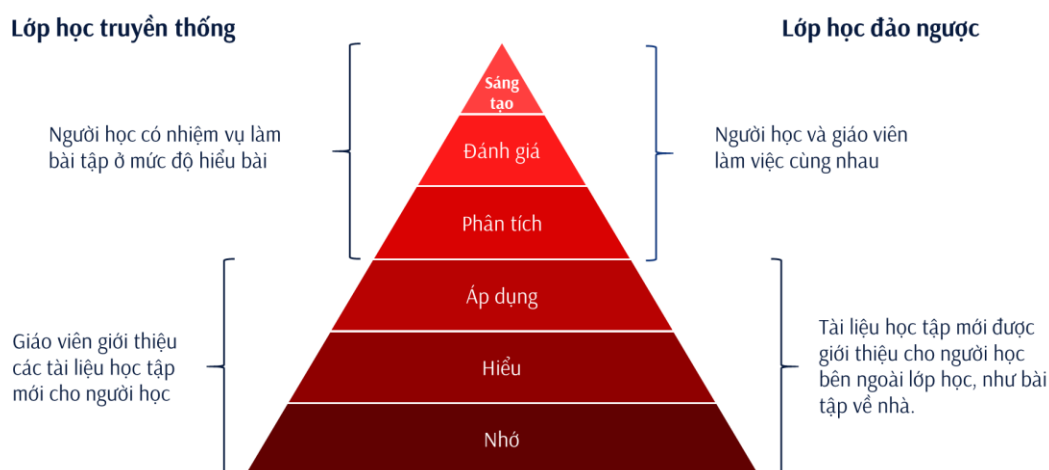 Lớp học truyền thống
Lớp học đảo ngược
Sáng
tạo
Người học có nhiệm vụ làm
bài tập ở mức độ hiểu bài
Đánh giá
Người học và giáo viên
làm việc cùng nhau
Phân tích
Áp dụng
Giáo viên giới thiệu
các tài liệu học tập
mới cho người học
Hiểu
Tài liệu học tập mới được
giới thiệu cho người học
bên ngoài lớp học, như bài
tập về nhà.
Nhớ